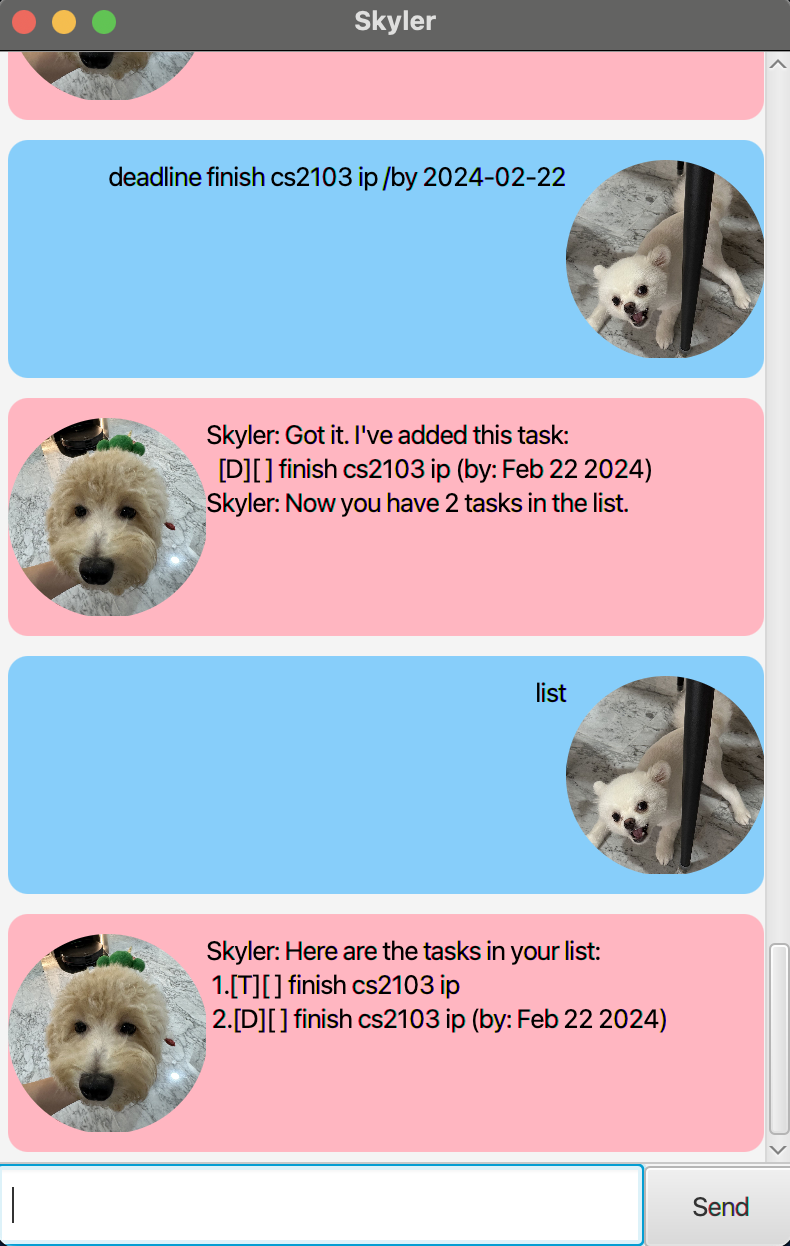 Skyler
deadline finish cs2103 ip /by 2024-02-22
Skyler: Got it. I've added this task:
[D][ ] finish cs2103 ip (by: Feb 22 2024)
Skyler: Now you have 2 tasks in the list.
list
Skyler: Here are the tasks in your list:
1.[T][ ] finish cs2103 ip
2.[D][ ] finish cs2103 ip (by: Feb 22 2024)
Send